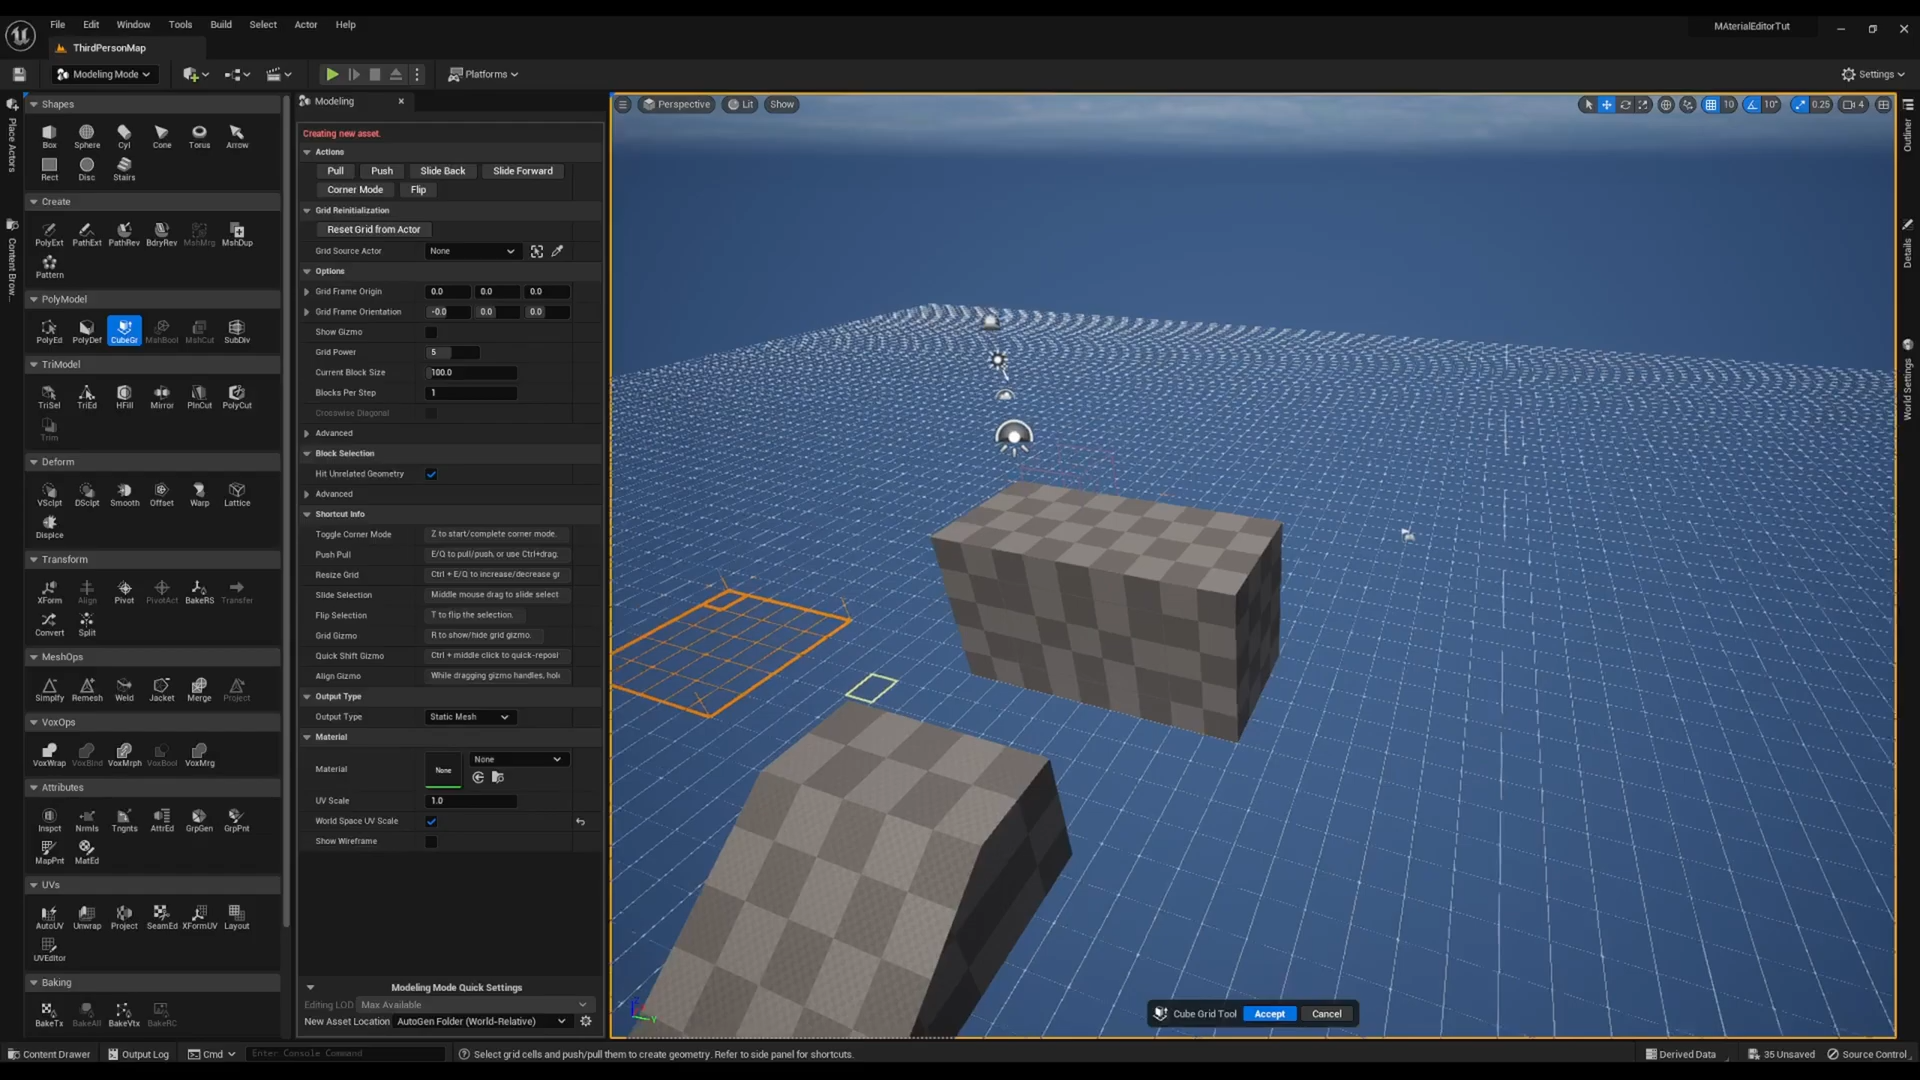 File Edit Window Tools Build Select Actor Help
MAterialEditorTut
ThirdPersonMap
Modeling Mode
Platforms
Settings
Shapes
Box Sphere Cyl Cone Torus Arrow
Rect Disc Stairs
Create
PolyExt PathExt PathRev BdryRev MshMrg MshDup
Pattern
PolyModel
PolyEd PolyDef CubeGr MshBool MshCut SubDiv
TriModel
TriSel TriEd HFill Mirror PlnCut PolyCut
Trim
Deform
VSclpt DSclpt Smooth Offset Warp Lattice
Displce
Transform
XForm Align Pivot PivotAct BakeRS Transfer
Convert Split
MeshOps
Simplfy Remesh Weld Jacket Merge Project
VoxOps
VoxWrap VoxBlnd VoxMrph VoxBool VoxMrg
Attributes
Inspct Nrmls Tngnts AttrEd GrpGen GrpPnt
MapPnt MatEd
UVs
AutoUV Unwrap Project SeamEd XFormUV Layout
UVEditor
Baking
BakeTx BakeAll BakeVtx BakeRC
Place Actors
Content Brow...
Modeling
Creating new asset.
Actions
Pull Push Slide Back Slide Forward
Corner Mode Flip
Grid Reinitialization
Reset Grid from Actor
Grid Source Actor None
Options
Grid Frame Origin 0.0 0.0 0.0
Grid Frame Orientation -0.0 0.0 0.0
Show Gizmo
Grid Power 5
Current Block Size 100.0
Blocks Per Step 1
Crosswise Diagonal
Advanced
Block Selection
Hit Unrelated Geometry
Advanced
Shortcut Info
Toggle Corner Mode Z to start/complete corner mode.
Push Pull E/Q to pull/push, or use Ctrl+drag.
Resize Grid Ctrl + E/Q to increase/decrease gr
Slide Selection Middle mouse drag to slide select
Flip Selection T to flip the selection.
Grid Gizmo R to show/hide grid gizmo.
Quick Shift Gizmo Ctrl + middle click to quick-reposi
Align Gizmo While dragging gizmo handles, hol
Output Type
Output Type Static Mesh
Material
Material None None
UV Scale 1.0
World Space UV Scale
Show Wireframe
Modeling Mode Quick Settings
Editing LOD Max Available
New Asset Location AutoGen Folder (World-Relative)
Perspective Lit Show
10 10° 0.25 4
Outliner
Details
World Settings
Z Y
Cube Grid Tool Accept Cancel
Content Drawer Output Log Cmd Enter Console Command Select grid cells and push/pull them to create geometry. Refer to side panel for shortcuts. Derived Data 35 Unsaved Source Control